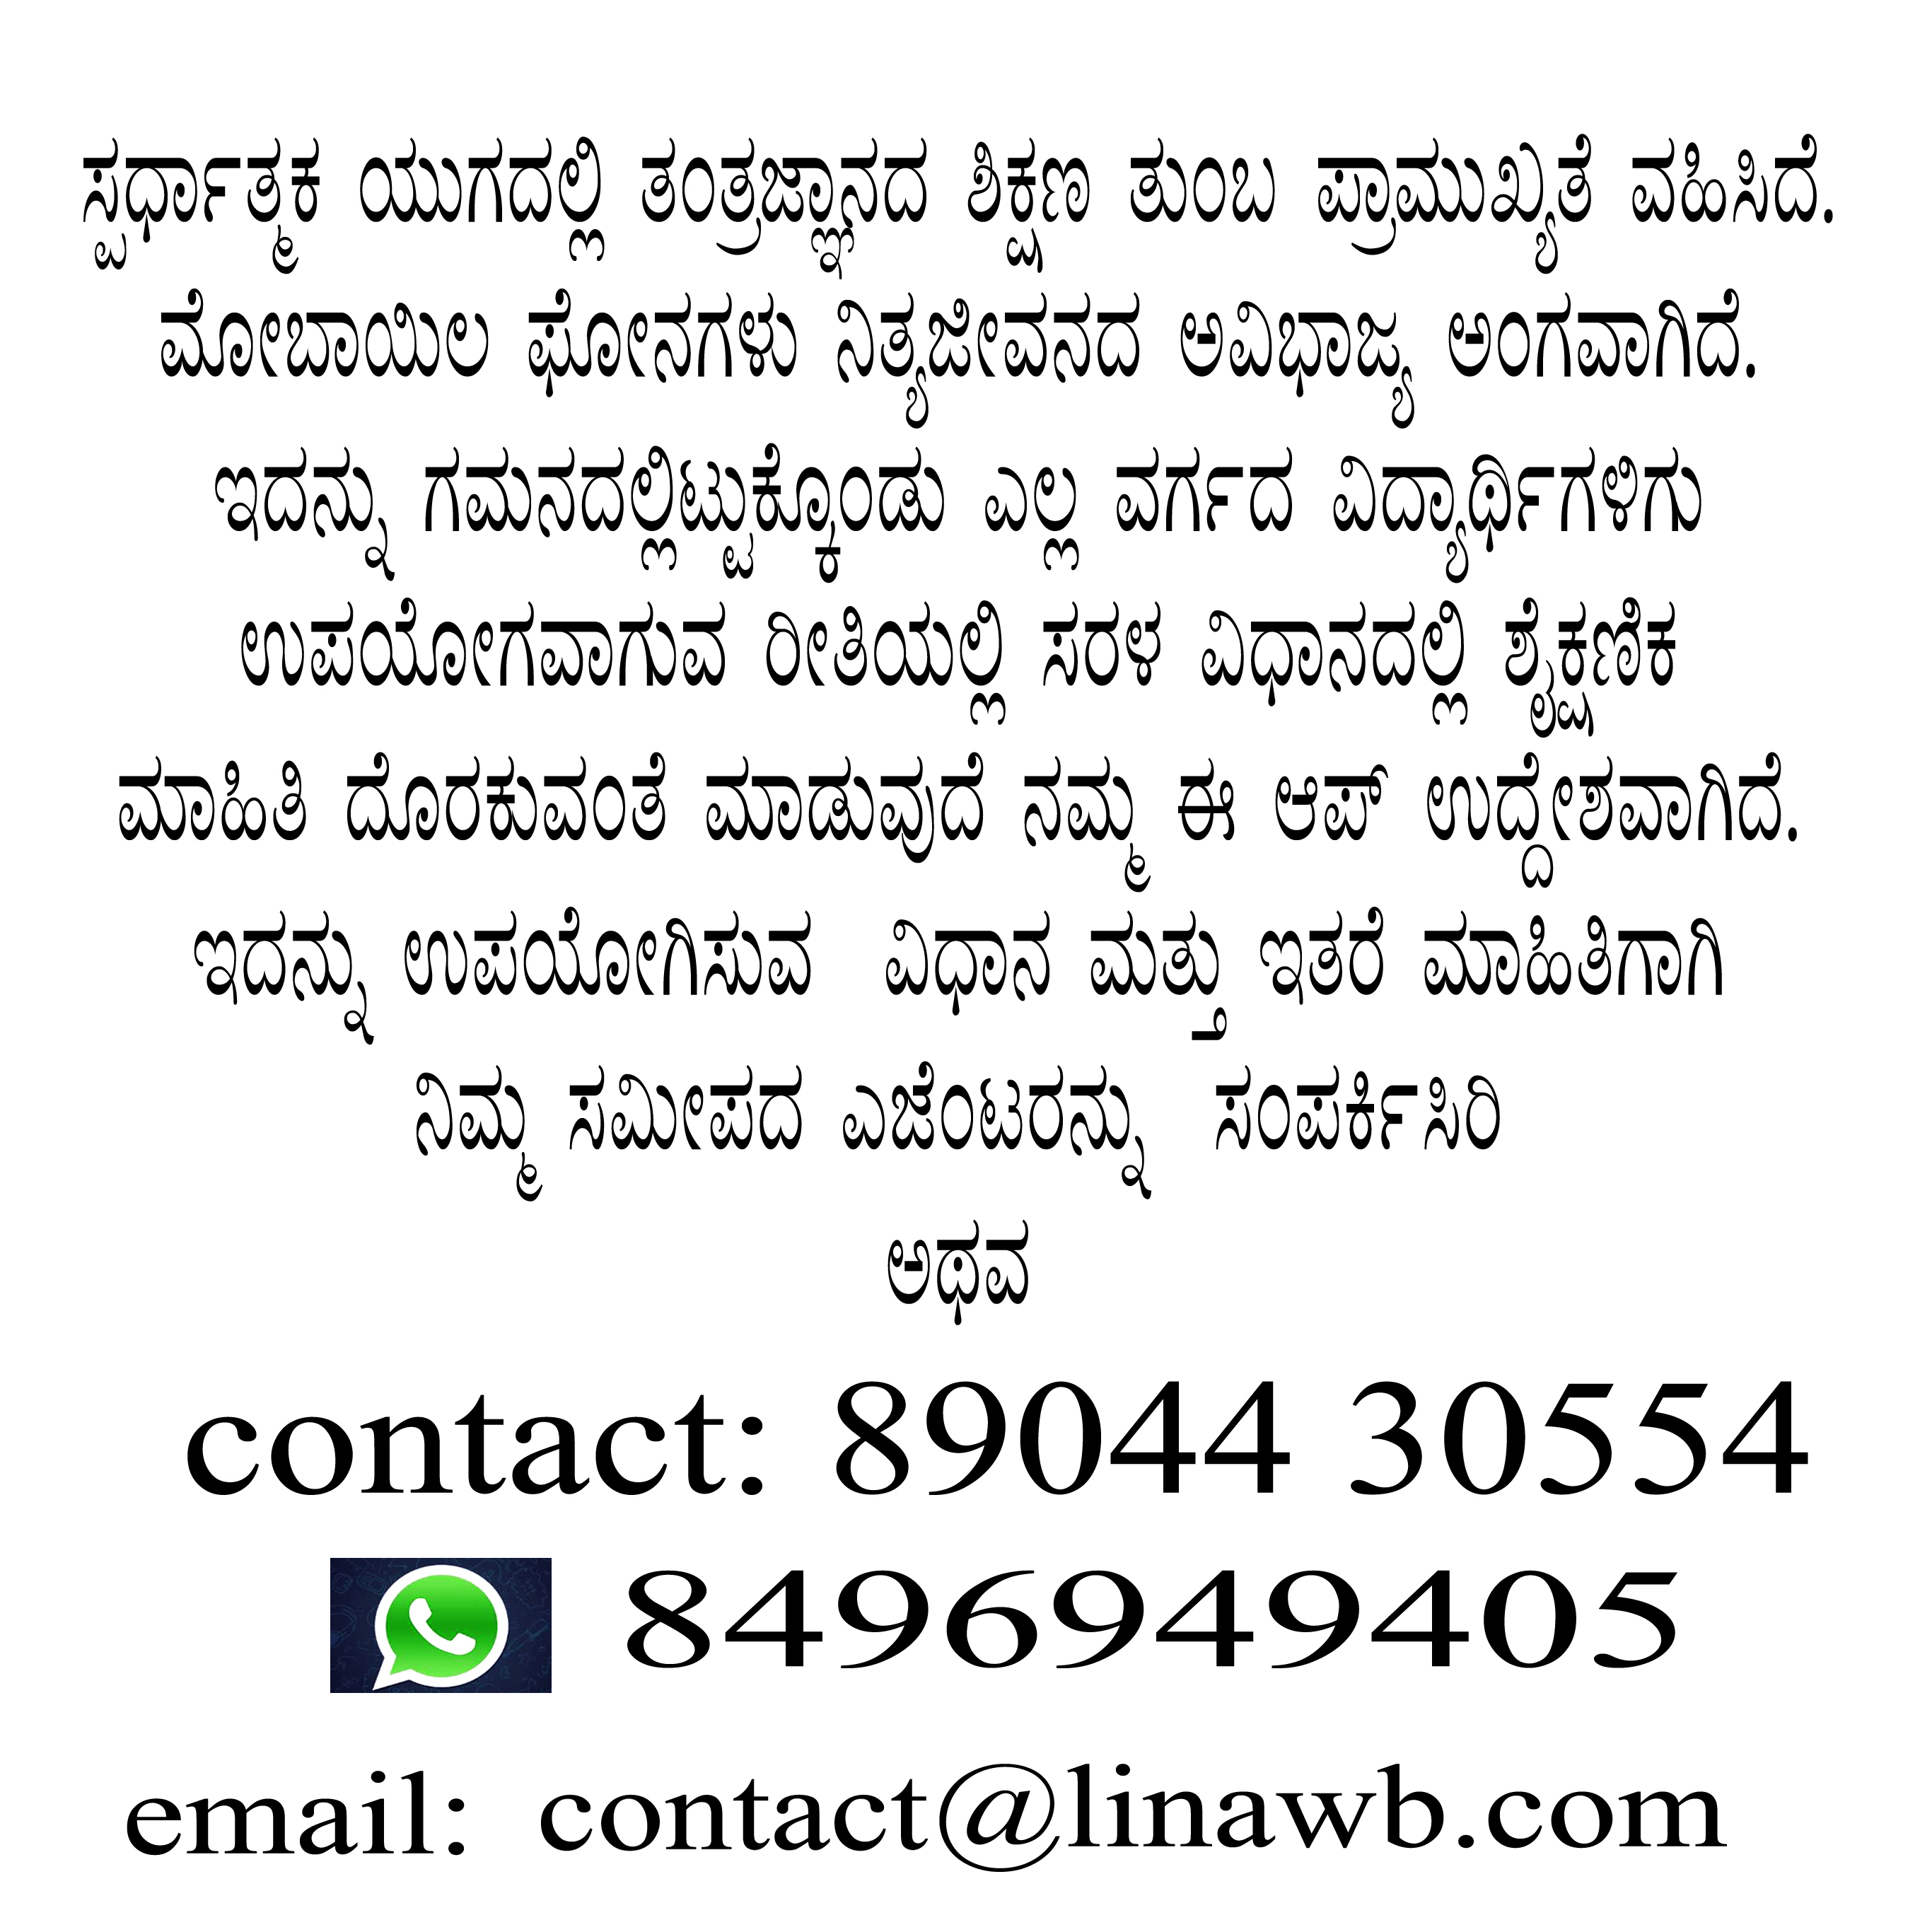 ಸ್ಪರ್ಧಾತ್ಮಕ ಯುಗದಲ್ಲಿ ತಂತ್ರಜ್ಞಾನದ ಶಿಕ್ಷಣ ತುಂಬ ಪ್ರಾಮುಖ್ಯತೆ ವಹಿಸಿದೆ.
ಮೋಬಾಯಿಲ ಫೋನಗಳು ನಿತ್ಯಜೀವನದ ಅವಿಭಾಜ್ಯ ಅಂಗವಾಗಿದೆ.
ಇದನ್ನು ಗಮನದಲ್ಲಿಟ್ಟುಕ್ಕೊಂಡು ಎಲ್ಲ ವರ್ಗದ ವಿದ್ಯಾರ್ಥಿಗಳಿಗು
ಉಪಯೋಗವಾಗುವ ರೀತಿಯಲ್ಲಿ ಸರಳ ವಿಧಾನದಲ್ಲಿ ಶೈಕ್ಷಣಿಕ
ಮಾಹಿತಿ ದೊರಕುವಂತೆ ಮಾಡುವುದೆ ನಮ್ಮ ಈ ಆಪ್ ಉದ್ದೇಶವಾಗಿದೆ.
ಇದನ್ನು ಉಪಯೋಗಿಸುವ ವಿಧಾನ ಮತ್ತು ಇತರೆ ಮಾಹಿತಿಗಾಗಿ
ನಿಮ್ಮ ಸಮೀಪದ ಎಜೆಂಟರನ್ನು ಸಂಪರ್ಕಿಸಿರಿ
ಅಥವ
contact: 89044 30554
8496949405
email: contact@linawb.com